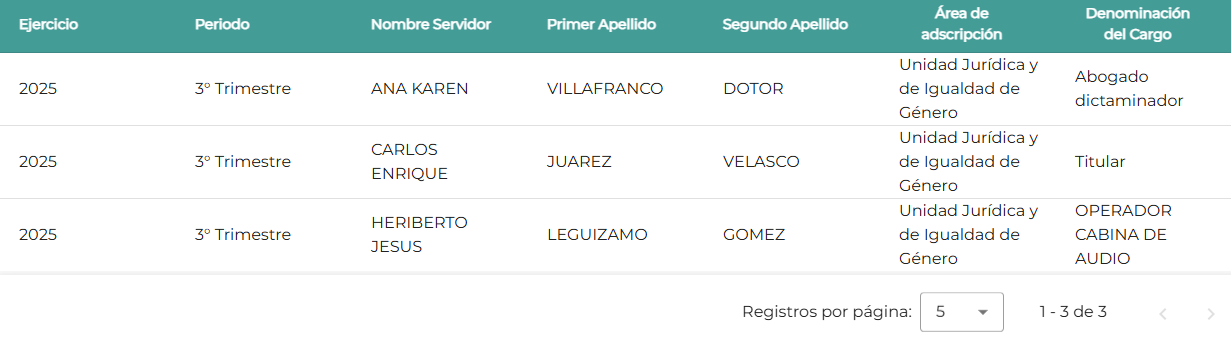 Ejercicio Periodo Nombre Servidor Primer Apellido Segundo Apellido Área de adscripción Denominación del Cargo
2025 3° Trimestre ANA KAREN VILLAFRANCO DOTOR Unidad Jurídica y de Igualdad de Género Abogado dictaminador
2025 3° Trimestre CARLOS ENRIQUE JUAREZ VELASCO Unidad Jurídica y de Igualdad de Género Titular
2025 3° Trimestre HERIBERTO JESUS LEGUIZAMO GOMEZ Unidad Jurídica y de Igualdad de Género OPERADOR CABINA DE AUDIO
Registros por página: 5 1 - 3 de 3